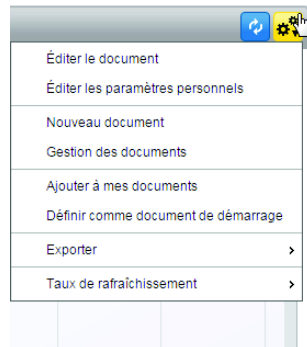 Éditer le document
Éditer les paramètres personnels
Nouveau document
Gestion des documents
Ajouter à mes documents
Définir comme document de démarrage
Exporter
Taux de rafraîchissement